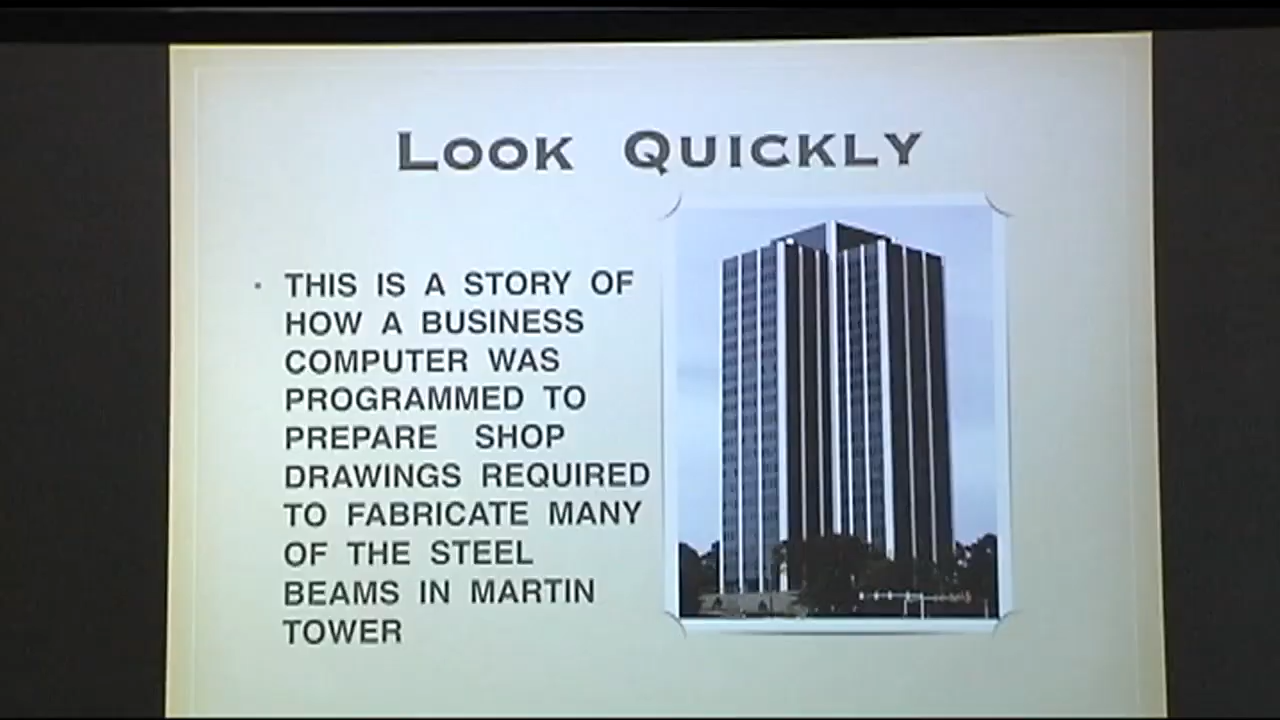 LOOK QUICKLY
· THIS IS A STORY OF
HOW A BUSINESS
COMPUTER WAS
PROGRAMMED TO
PREPARE SHOP
DRAWINGS REQUIRED
TO FABRICATE MANY
OF THE STEEL
BEAMS IN MARTIN
TOWER